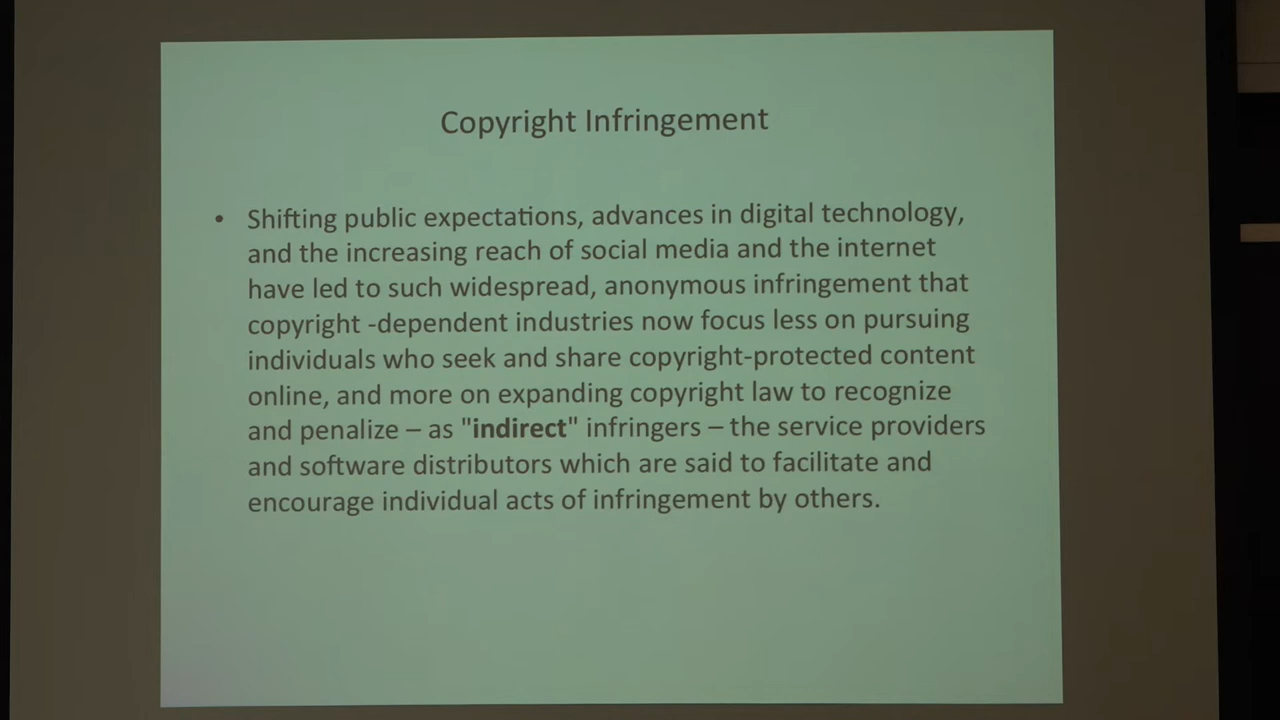 Copyright Infringement
• Shifting public expectations, advances in digital technology,
and the increasing reach of social media and the internet
have led to such widespread, anonymous infringement that
copyright -dependent industries now focus less on pursuing
individuals who seek and share copyright-protected content
online, and more on expanding copyright law to recognize
and penalize – as "indirect" infringers – the service providers
and software distributors which are said to facilitate and
encourage individual acts of infringement by others.